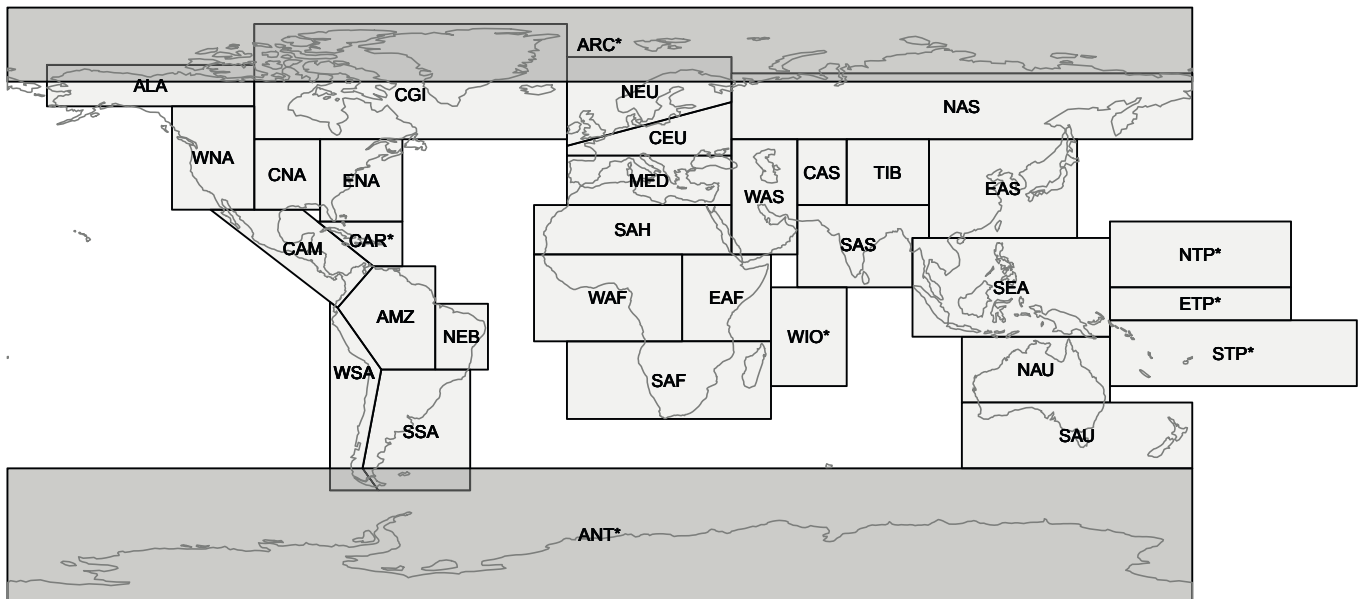 ARC*
ALA
CGI
NEU
NAS
CEU
WNA
CNA
ENA
MED
WAS
CAS
TIB
EAS
SAH
CAR*
CAM
SAS
NTP*
SEA
WAF
EAF
ETP*
AMZ
NEB
WIO*
STP*
WSA
SAF
NAU
SSA
SAU
ANT*